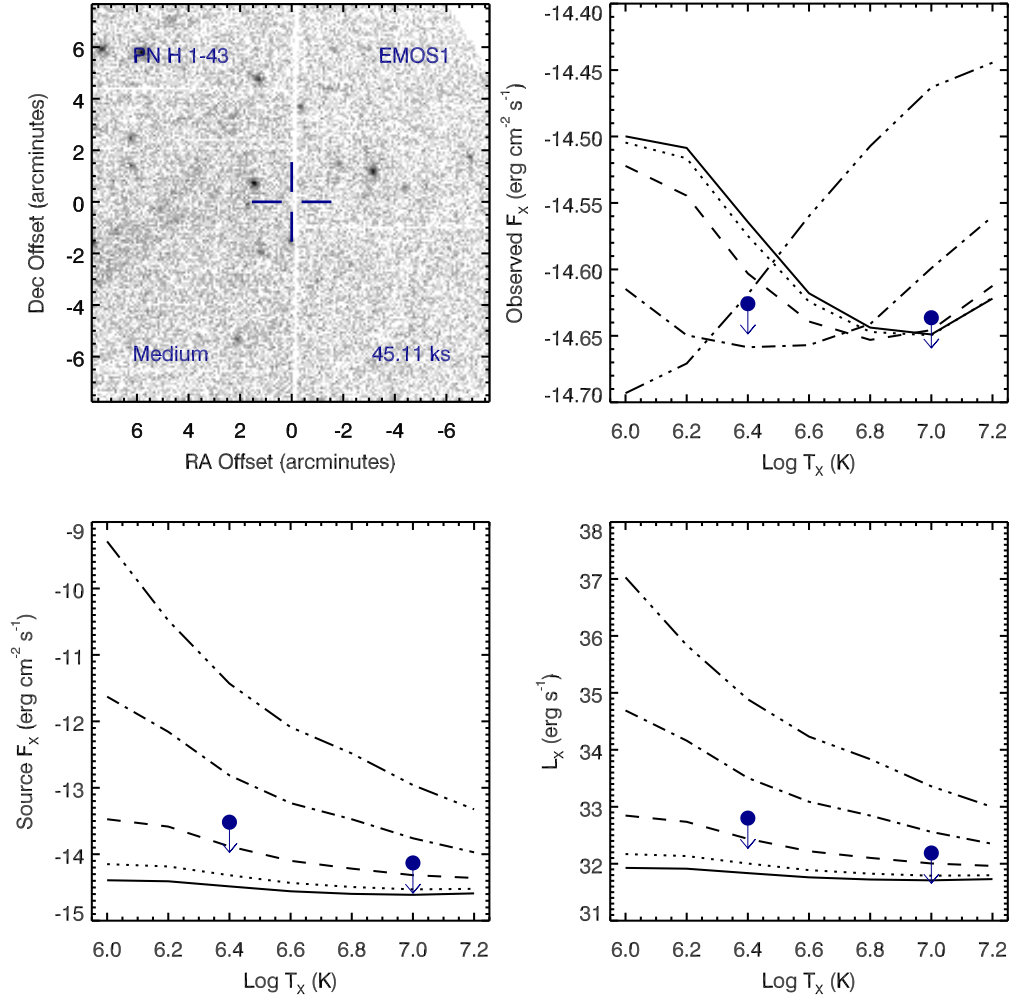 PN H 1-43 EMOS1
Medium 45.11 ks
6
4
2
0
-2
-4
-6
Dec Offset (arcminutes)
6 4 2 0 -2 -4 -6
RA Offset (arcminutes)
-14.40
-14.45
-14.50
-14.55
-14.60
-14.65
-14.70
Observed Fₓ (erg cm⁻² s⁻¹)
6.0 6.2 6.4 6.6 6.8 7.0 7.2
Log Tₓ (K)
-9
-10
-11
-12
-13
-14
-15
Source Fₓ (erg cm⁻² s⁻¹)
6.0 6.2 6.4 6.6 6.8 7.0 7.2
Log Tₓ (K)
38
37
36
35
34
33
32
31
Lₓ (erg s⁻¹)
6.0 6.2 6.4 6.6 6.8 7.0 7.2
Log Tₓ (K)